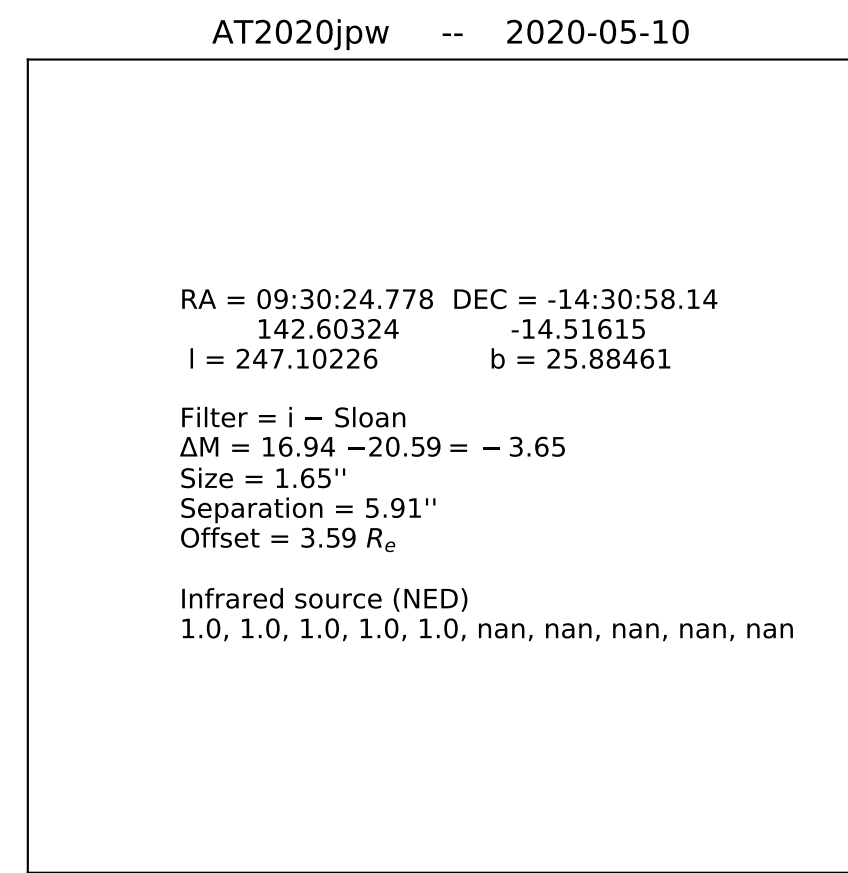 AT2020jpw -- 2020-05-10
RA = 09:30:24.778 DEC = -14:30:58.14
142.60324 -14.51615
l = 247.10226 b = 25.88461
Filter = i − Sloan
ΔM = 16.94 −20.59 = − 3.65
Size = 1.65''
Separation = 5.91''
Offset = 3.59 Re
Infrared source (NED)
1.0, 1.0, 1.0, 1.0, 1.0, nan, nan, nan, nan, nan